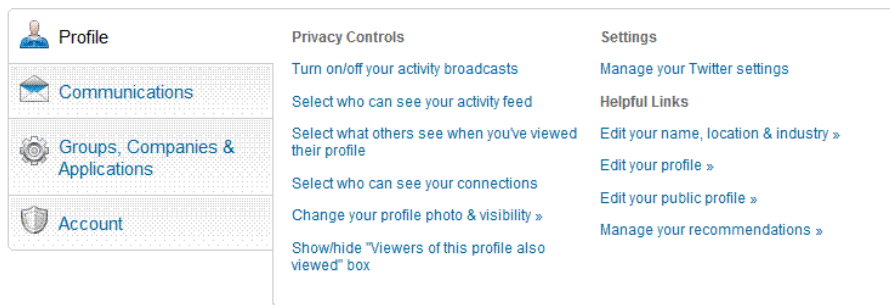 Profile
Communications
Groups, Companies &
Applications
Account
Privacy Controls
Turn on/off your activity broadcasts
Select who can see your activity feed
Select what others see when you've viewed
their profile
Select who can see your connections
Change your profile photo & visibility »
Show/hide "Viewers of this profile also
viewed" box
Settings
Manage your Twitter settings
Helpful Links
Edit your name, location & industry »
Edit your profile »
Edit your public profile »
Manage your recommendations »